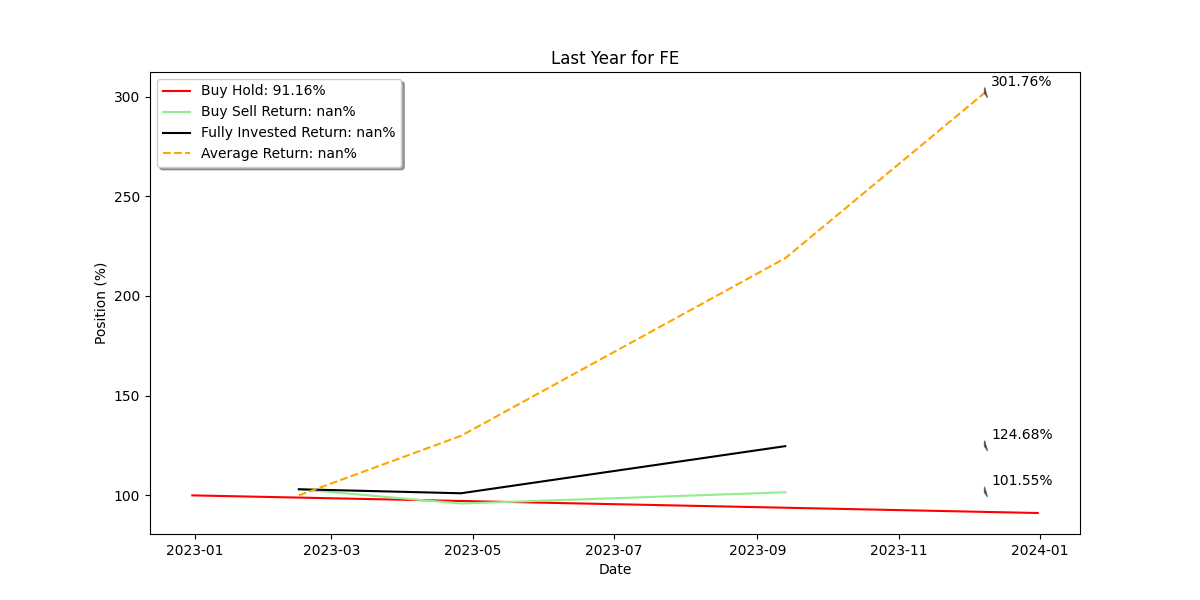 Last Year for FE
Buy Hold: 91.16%
Buy Sell Return: nan%
Fully Invested Return: nan%
Average Return: nan%
301.76%
124.68%
101.55%
300
250
200
150
100
Position (%)
2023-01 2023-03 2023-05 2023-07 2023-09 2023-11 2024-01
Date